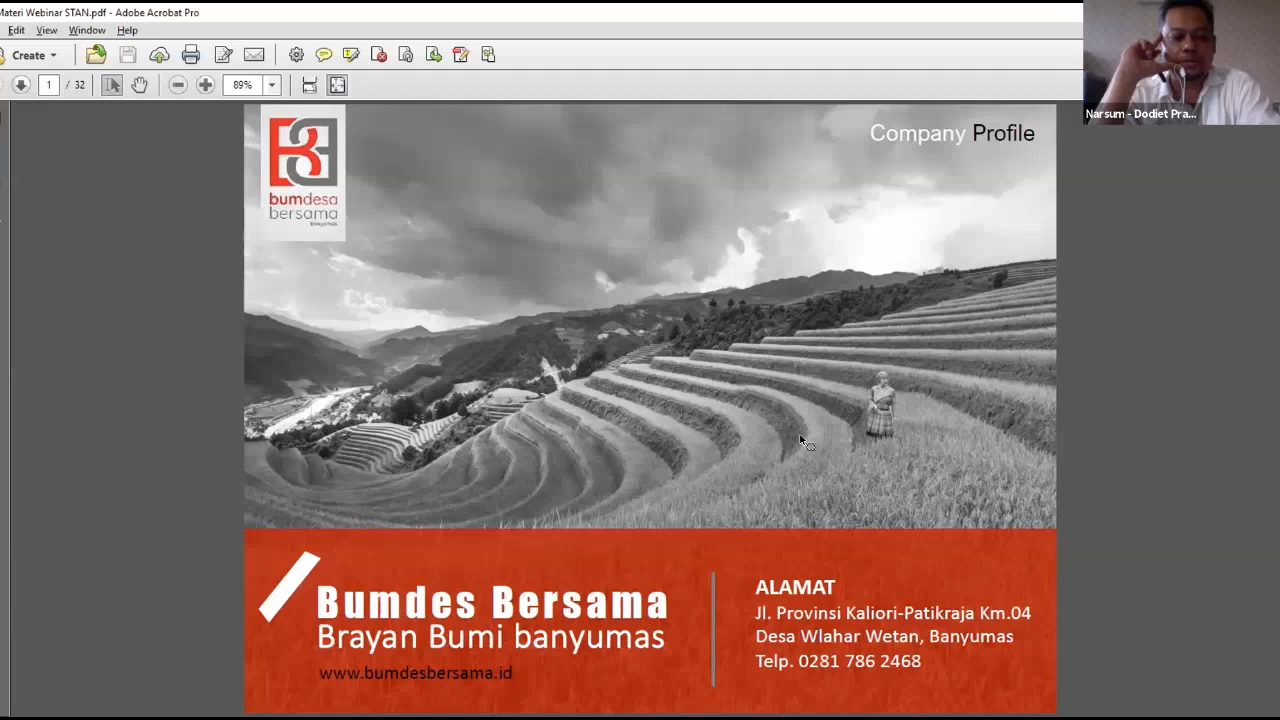 Materi Webinar STAN.pdf - Adobe Acrobat Pro
Edit View Window Help
Create
1 / 32 89%
Narsum - Dodiet Pra...
Company Profile
bumdesa
bersama
banyumas
Bumdes Bersama
Brayan Bumi banyumas
www.bumdesbersama.id
ALAMAT
Jl. Provinsi Kaliori-Patikraja Km.04
Desa Wlahar Wetan, Banyumas
Telp. 0281 786 2468